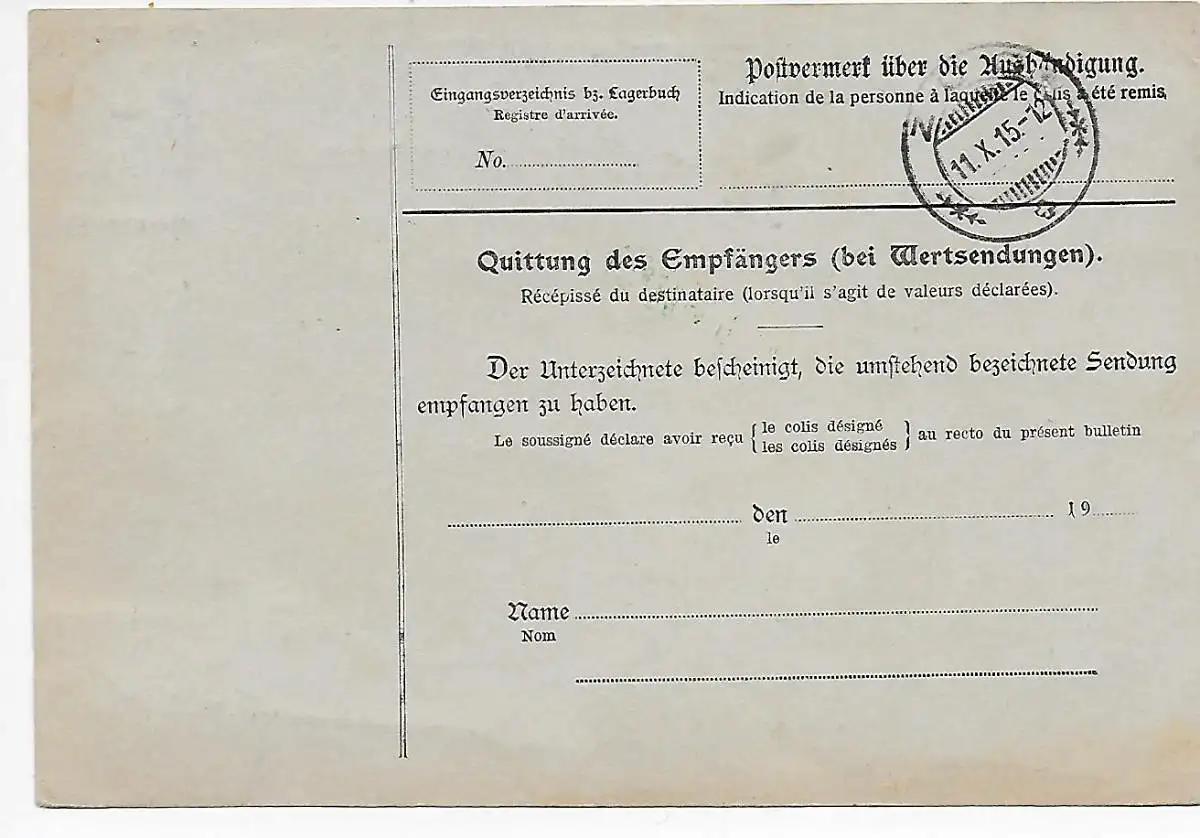 Eingangsverzeichnis bz. Lagerbuch
Registre d'arrivée.
No.
Postvermerk über die Aushändigung.
Indication de la personne à laquelle le colis a été remis,
11.X.15.-12
Quittung des Empfängers (bei Wertsendungen).
Récépissé du destinataire (lorsqu'il s'agit de valeurs déclarées).
Der Unterzeichnete bescheinigt, die umstehend bezeichnete Sendung
empfangen zu haben.
Le soussigné déclare avoir reçu { le colis désigné } au recto du présent bulletin
les colis désignés
den 19
le
Name
Nom